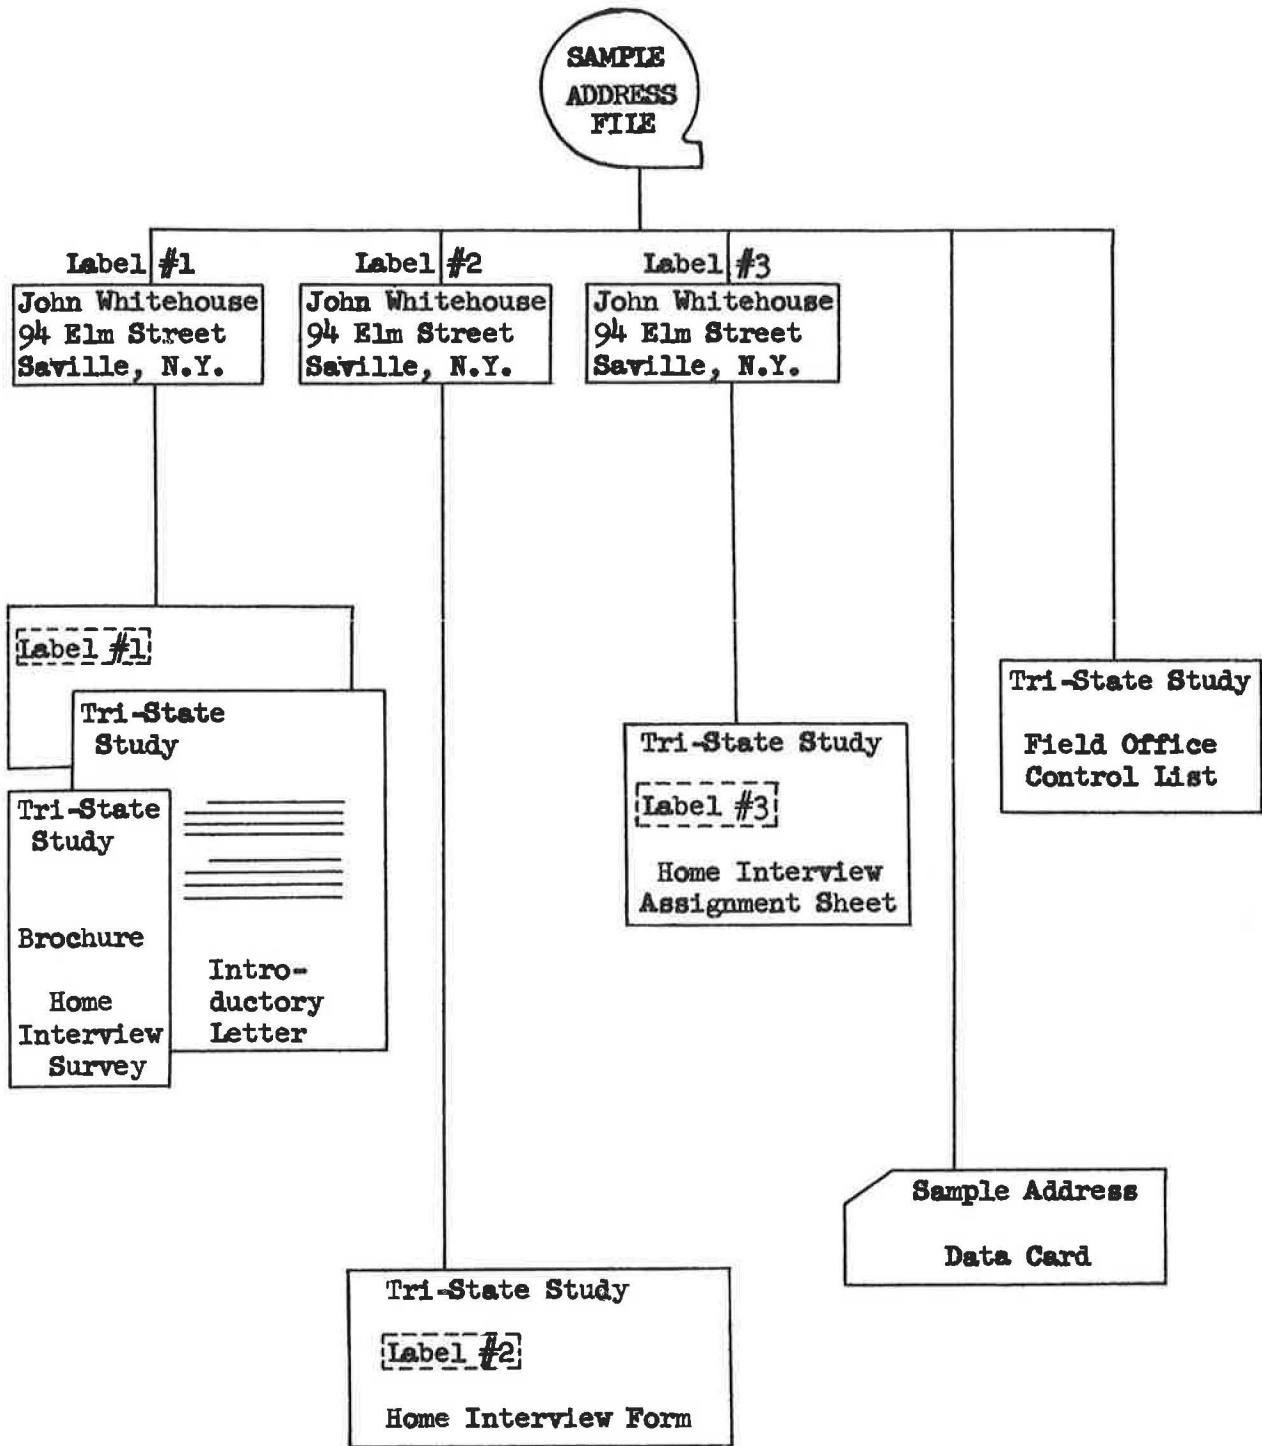 SAMPLE
ADDRESS
FILE
Label #1
John Whitehouse
94 Elm Street
Saville, N.Y.
Label #2
John Whitehouse
94 Elm Street
Saville, N.Y.
Label #3
John Whitehouse
94 Elm Street
Saville, N.Y.
Label #1
Tri-State
Study
Intro-
ductory
Letter
Tri-State
Study
Brochure
Home
Interview
Survey
Tri-State Study
Label #2
Home Interview Form
Tri-State Study
Label #3
Home Interview
Assignment Sheet
Sample Address
Data Card
Tri-State Study
Field Office
Control List